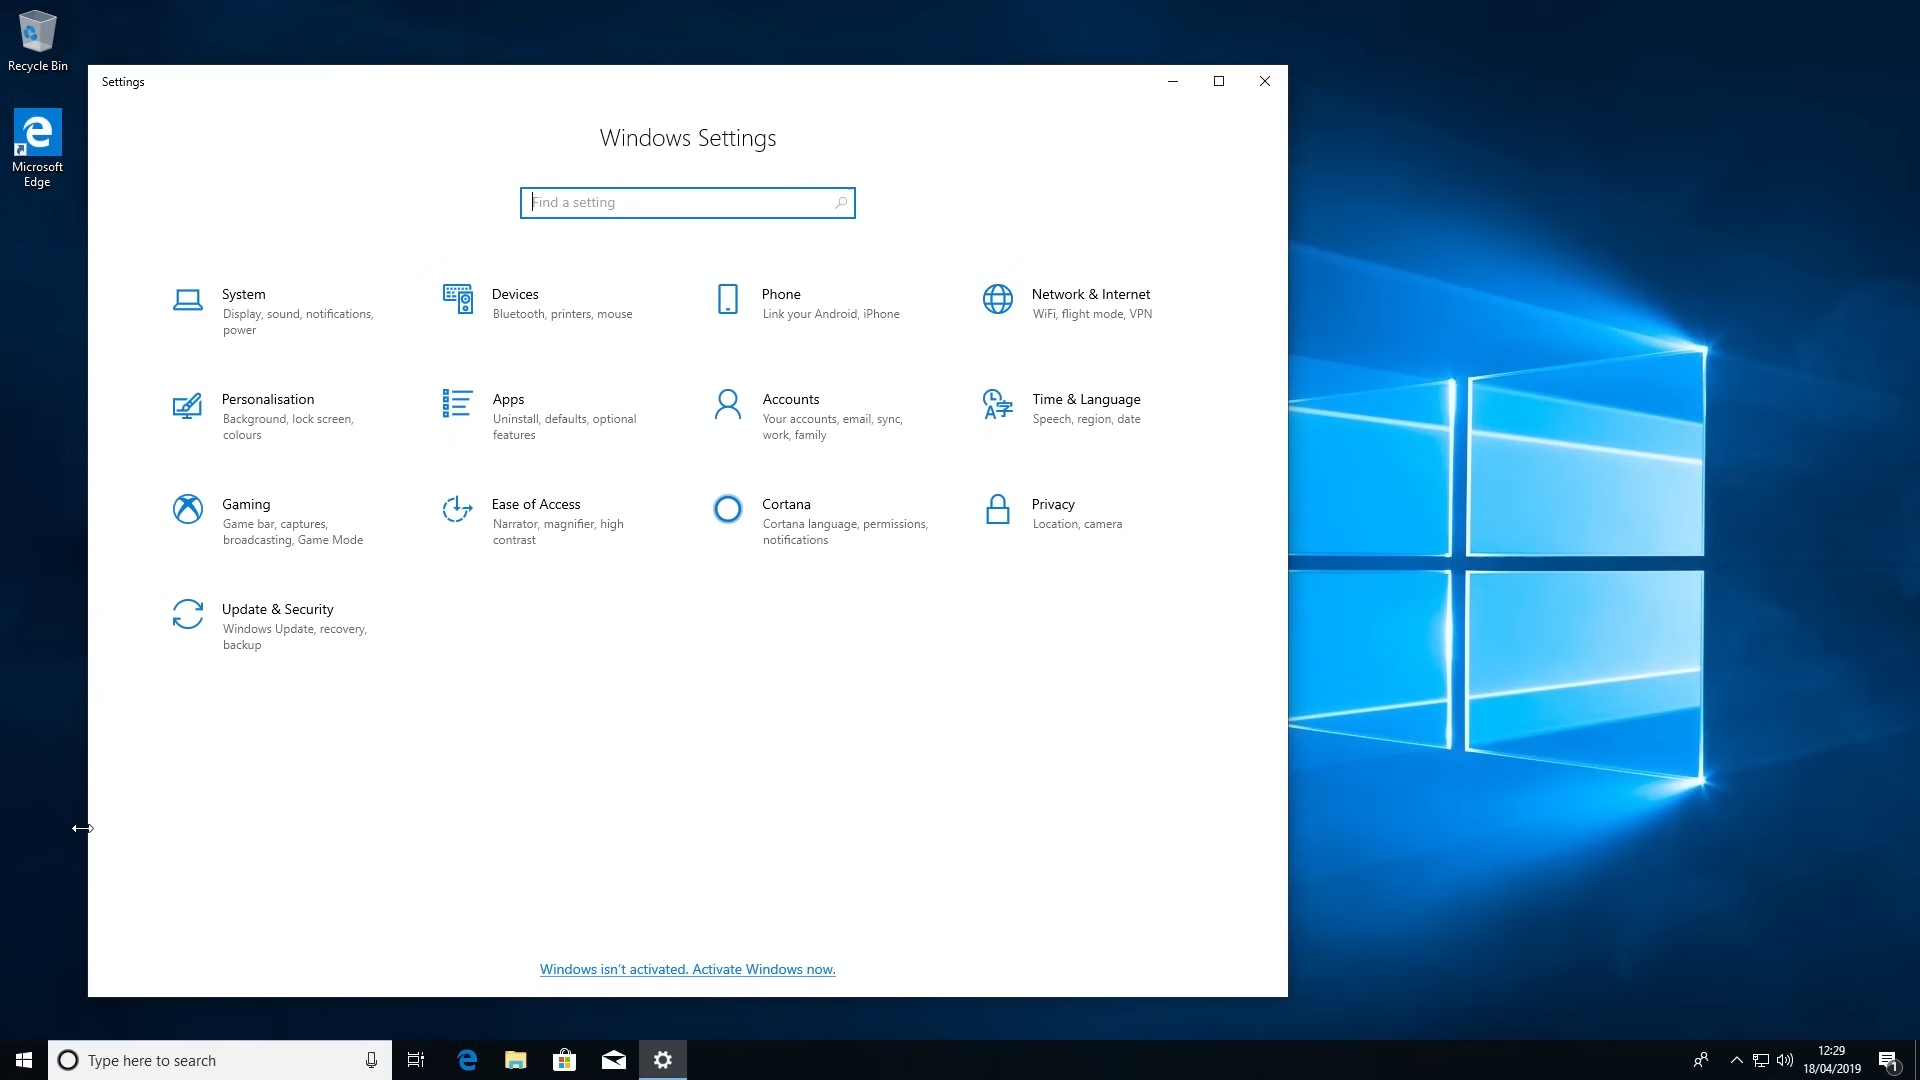 Recycle Bin
Microsoft
Edge
Settings
Windows Settings
Find a setting
System
Display, sound, notifications,
power
Devices
Bluetooth, printers, mouse
Phone
Link your Android, iPhone
Network & Internet
WiFi, flight mode, VPN
Personalisation
Background, lock screen,
colours
Apps
Uninstall, defaults, optional
features
Accounts
Your accounts, email, sync,
work, family
Time & Language
Speech, region, date
Gaming
Game bar, captures,
broadcasting, Game Mode
Ease of Access
Narrator, magnifier, high
contrast
Cortana
Cortana language, permissions,
notifications
Privacy
Location, camera
Update & Security
Windows Update, recovery,
backup
Windows isn't activated. Activate Windows now.
Type here to search
12:29
18/04/2019
1